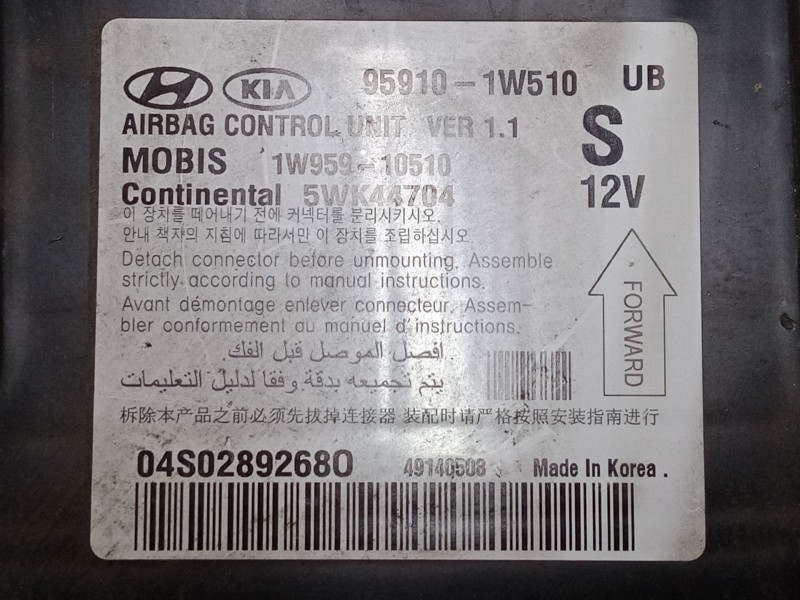 HYUNDAI KIA 95910-1W510 UB
AIRBAG CONTROL UNIT VER 1.1 S
MOBIS 1W959-10510
Continental 5WK44704 12V
이 장치를 떼어내기 전에 커넥터를 분리시키시오.
안내 책자의 지침에 따라서만 이 장치를 조립하십시오.
Detach connector before unmounting. Assemble
strictly according to manual instructions.
Avant démontage enlever connecteur. Assem-
bler conformement au manuel d'instructions.
FORWARD
افصل الموصل قبل الفك.
يتم تجميعه بدقة وفقا لدليل التعليمات
拆除本产品之前必须先拔掉连接器 装配时请严格按照安装指南进行
04S02892680 49140508 Made In Korea .